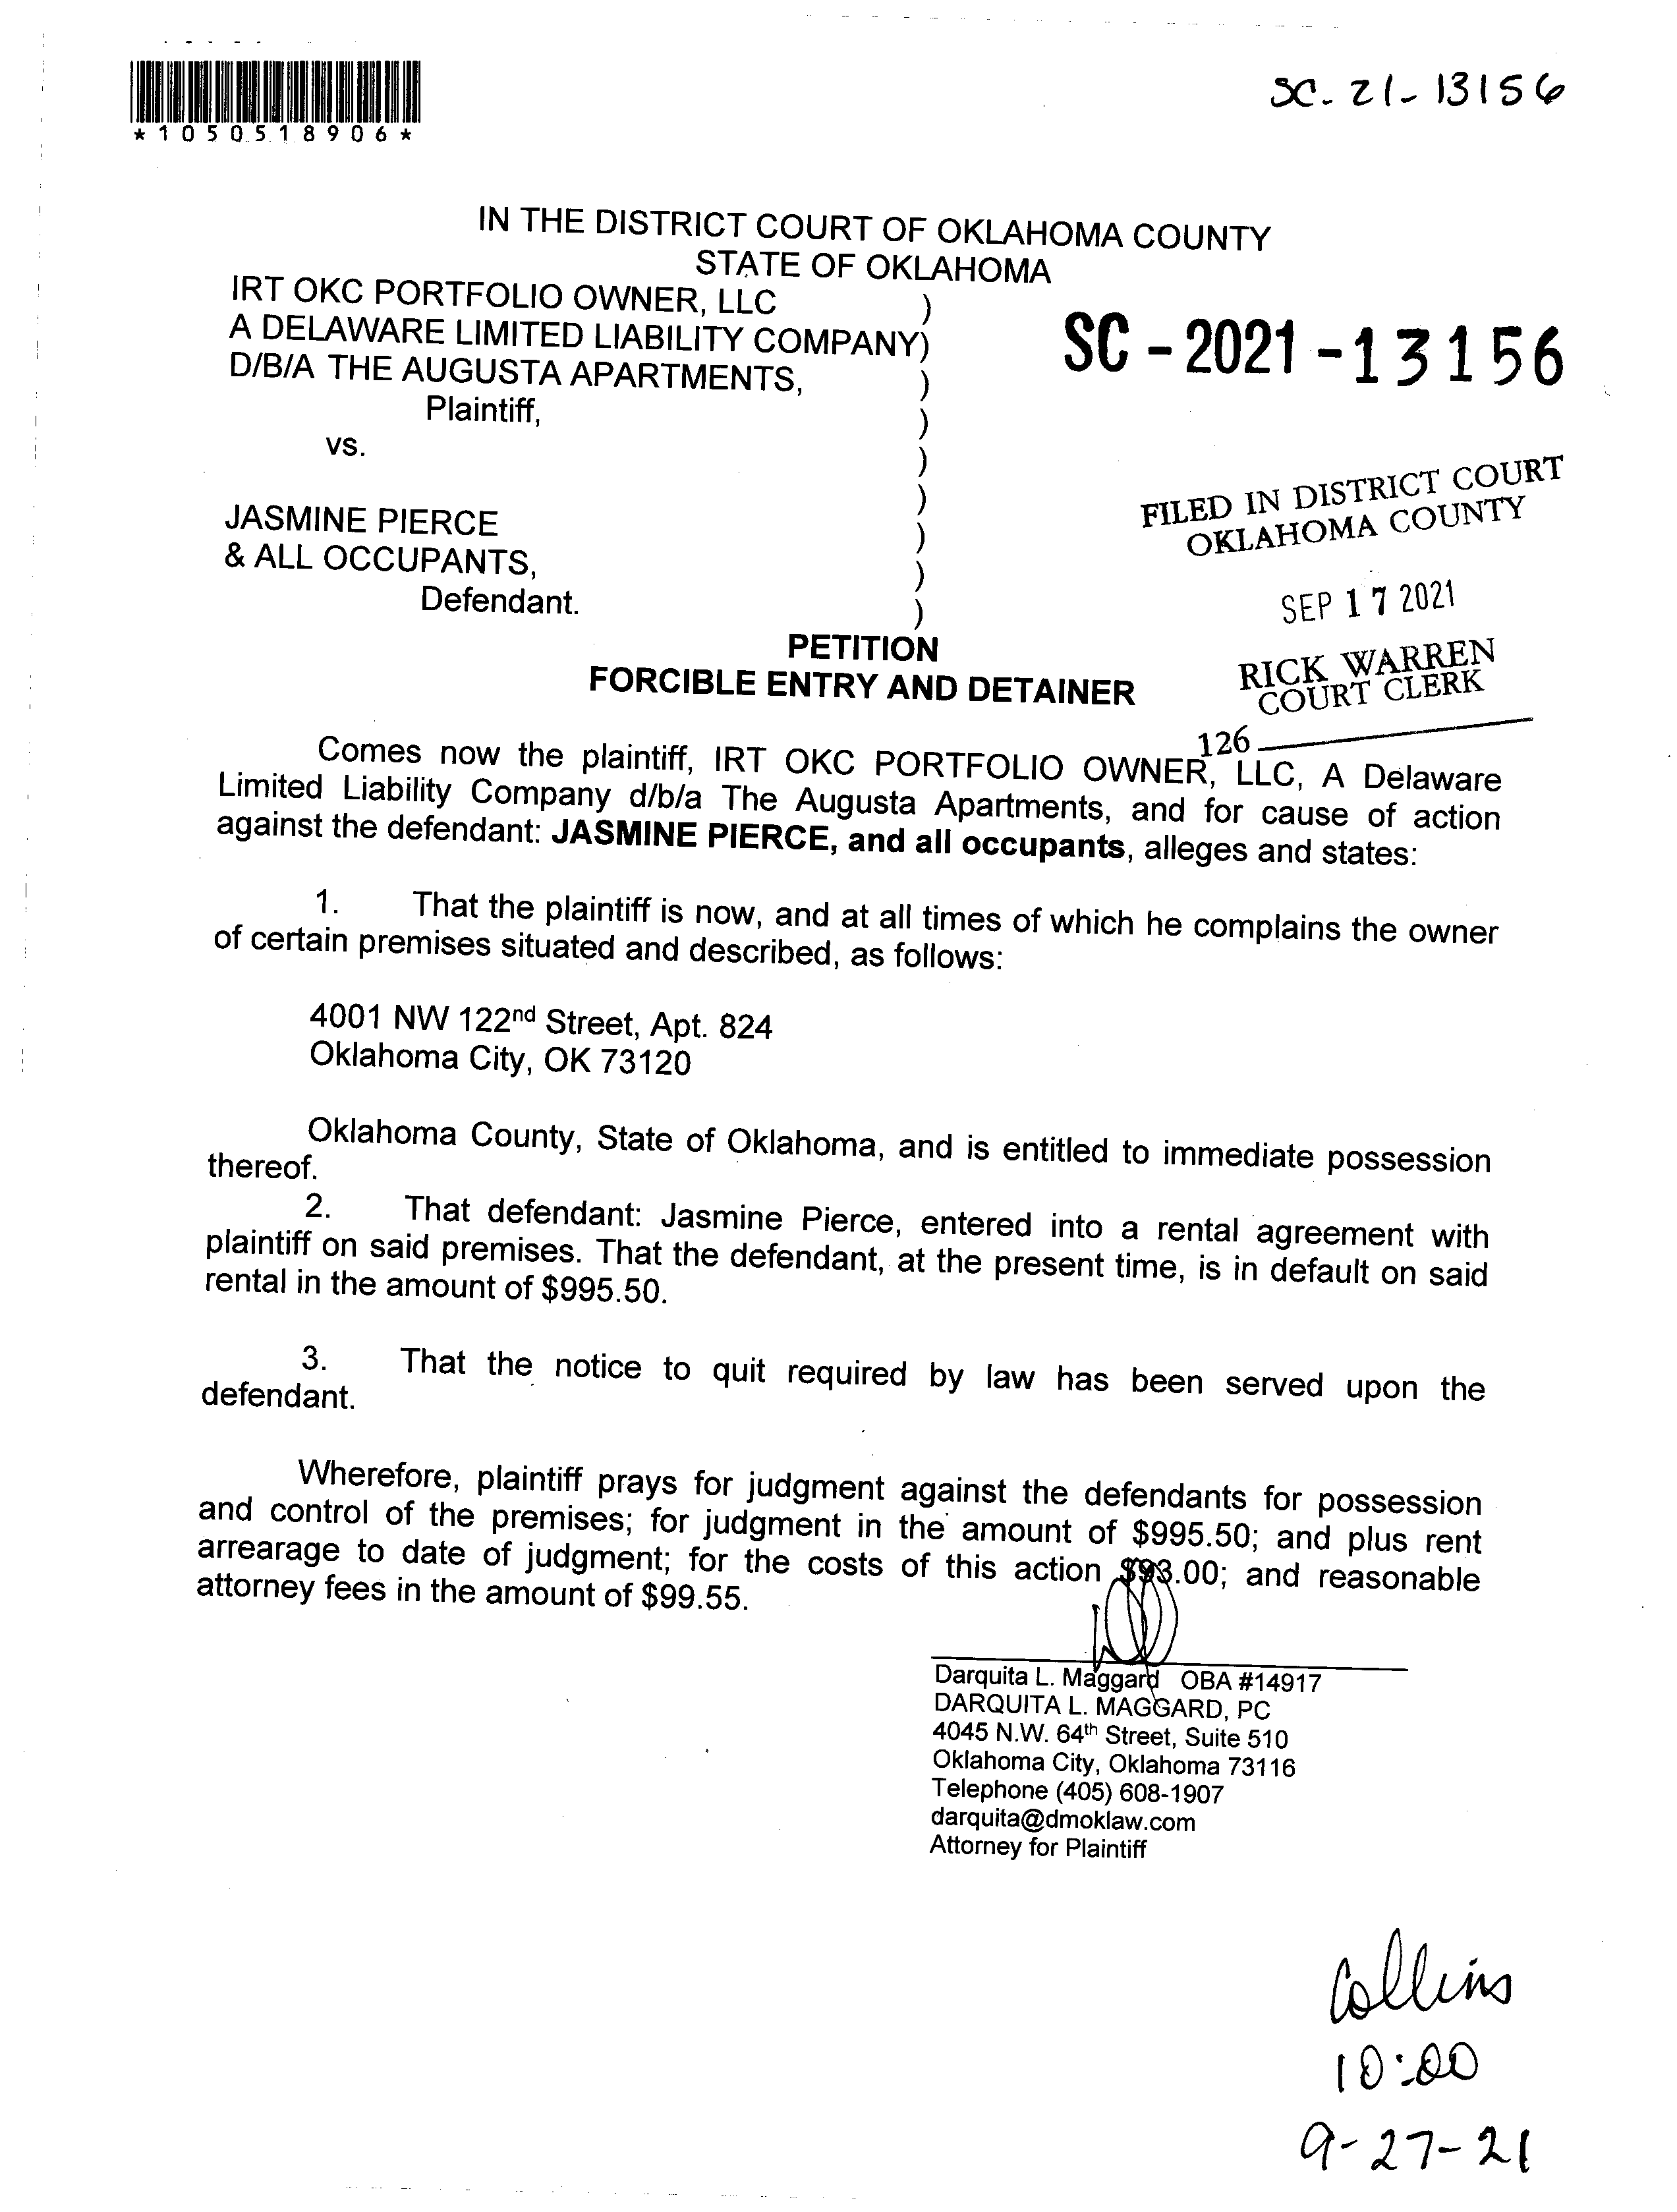 SC-21-13156
*1050518906*
IN THE DISTRICT COURT OF OKLAHOMA COUNTY
STATE OF OKLAHOMA
IRT OKC PORTFOLIO OWNER, LLC )
A DELAWARE LIMITED LIABILITY COMPANY)
D/B/A THE AUGUSTA APARTMENTS, )
Plaintiff, )
vs. )
)
JASMINE PIERCE )
& ALL OCCUPANTS, )
Defendant. )
SC-2021-13156
FILED IN DISTRICT COURT
OKLAHOMA COUNTY
SEP 17 2021
RICK WARREN
COURT CLERK
126
PETITION
FORCIBLE ENTRY AND DETAINER
Comes now the plaintiff, IRT OKC PORTFOLIO OWNER, LLC, A Delaware
Limited Liability Company d/b/a The Augusta Apartments, and for cause of action
against the defendant: JASMINE PIERCE, and all occupants, alleges and states:
1. That the plaintiff is now, and at all times of which he complains the owner
of certain premises situated and described, as follows:
4001 NW 122nd Street, Apt. 824
Oklahoma City, OK 73120
Oklahoma County, State of Oklahoma, and is entitled to immediate possession
thereof.
2. That defendant: Jasmine Pierce, entered into a rental agreement with
plaintiff on said premises. That the defendant, at the present time, is in default on said
rental in the amount of $995.50.
3. That the notice to quit required by law has been served upon the
defendant.
Wherefore, plaintiff prays for judgment against the defendants for possession
and control of the premises; for judgment in the amount of $995.50; and plus rent
arrearage to date of judgment; for the costs of this action $93.00; and reasonable
attorney fees in the amount of $99.55.
Darquita L. Maggard OBA #14917
DARQUITA L. MAGGARD, PC
4045 N.W. 64th Street, Suite 510
Oklahoma City, Oklahoma 73116
Telephone (405) 608-1907
darquita@dmoklaw.com
Attorney for Plaintiff
Collins
10:00
9-27-21